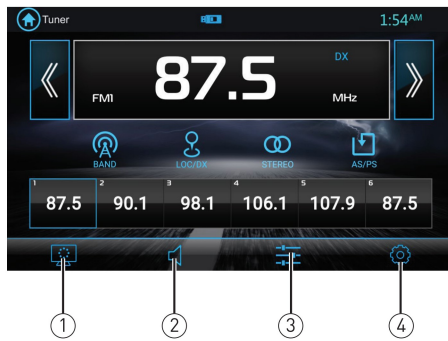 Tuner 1:54AM
DX
87.5
FM1 MHz
BAND LOC/DX STEREO AS/PS
1 2 3 4 5 6
87.5 90.1 98.1 106.1 107.9 87.5
1 2 3 4